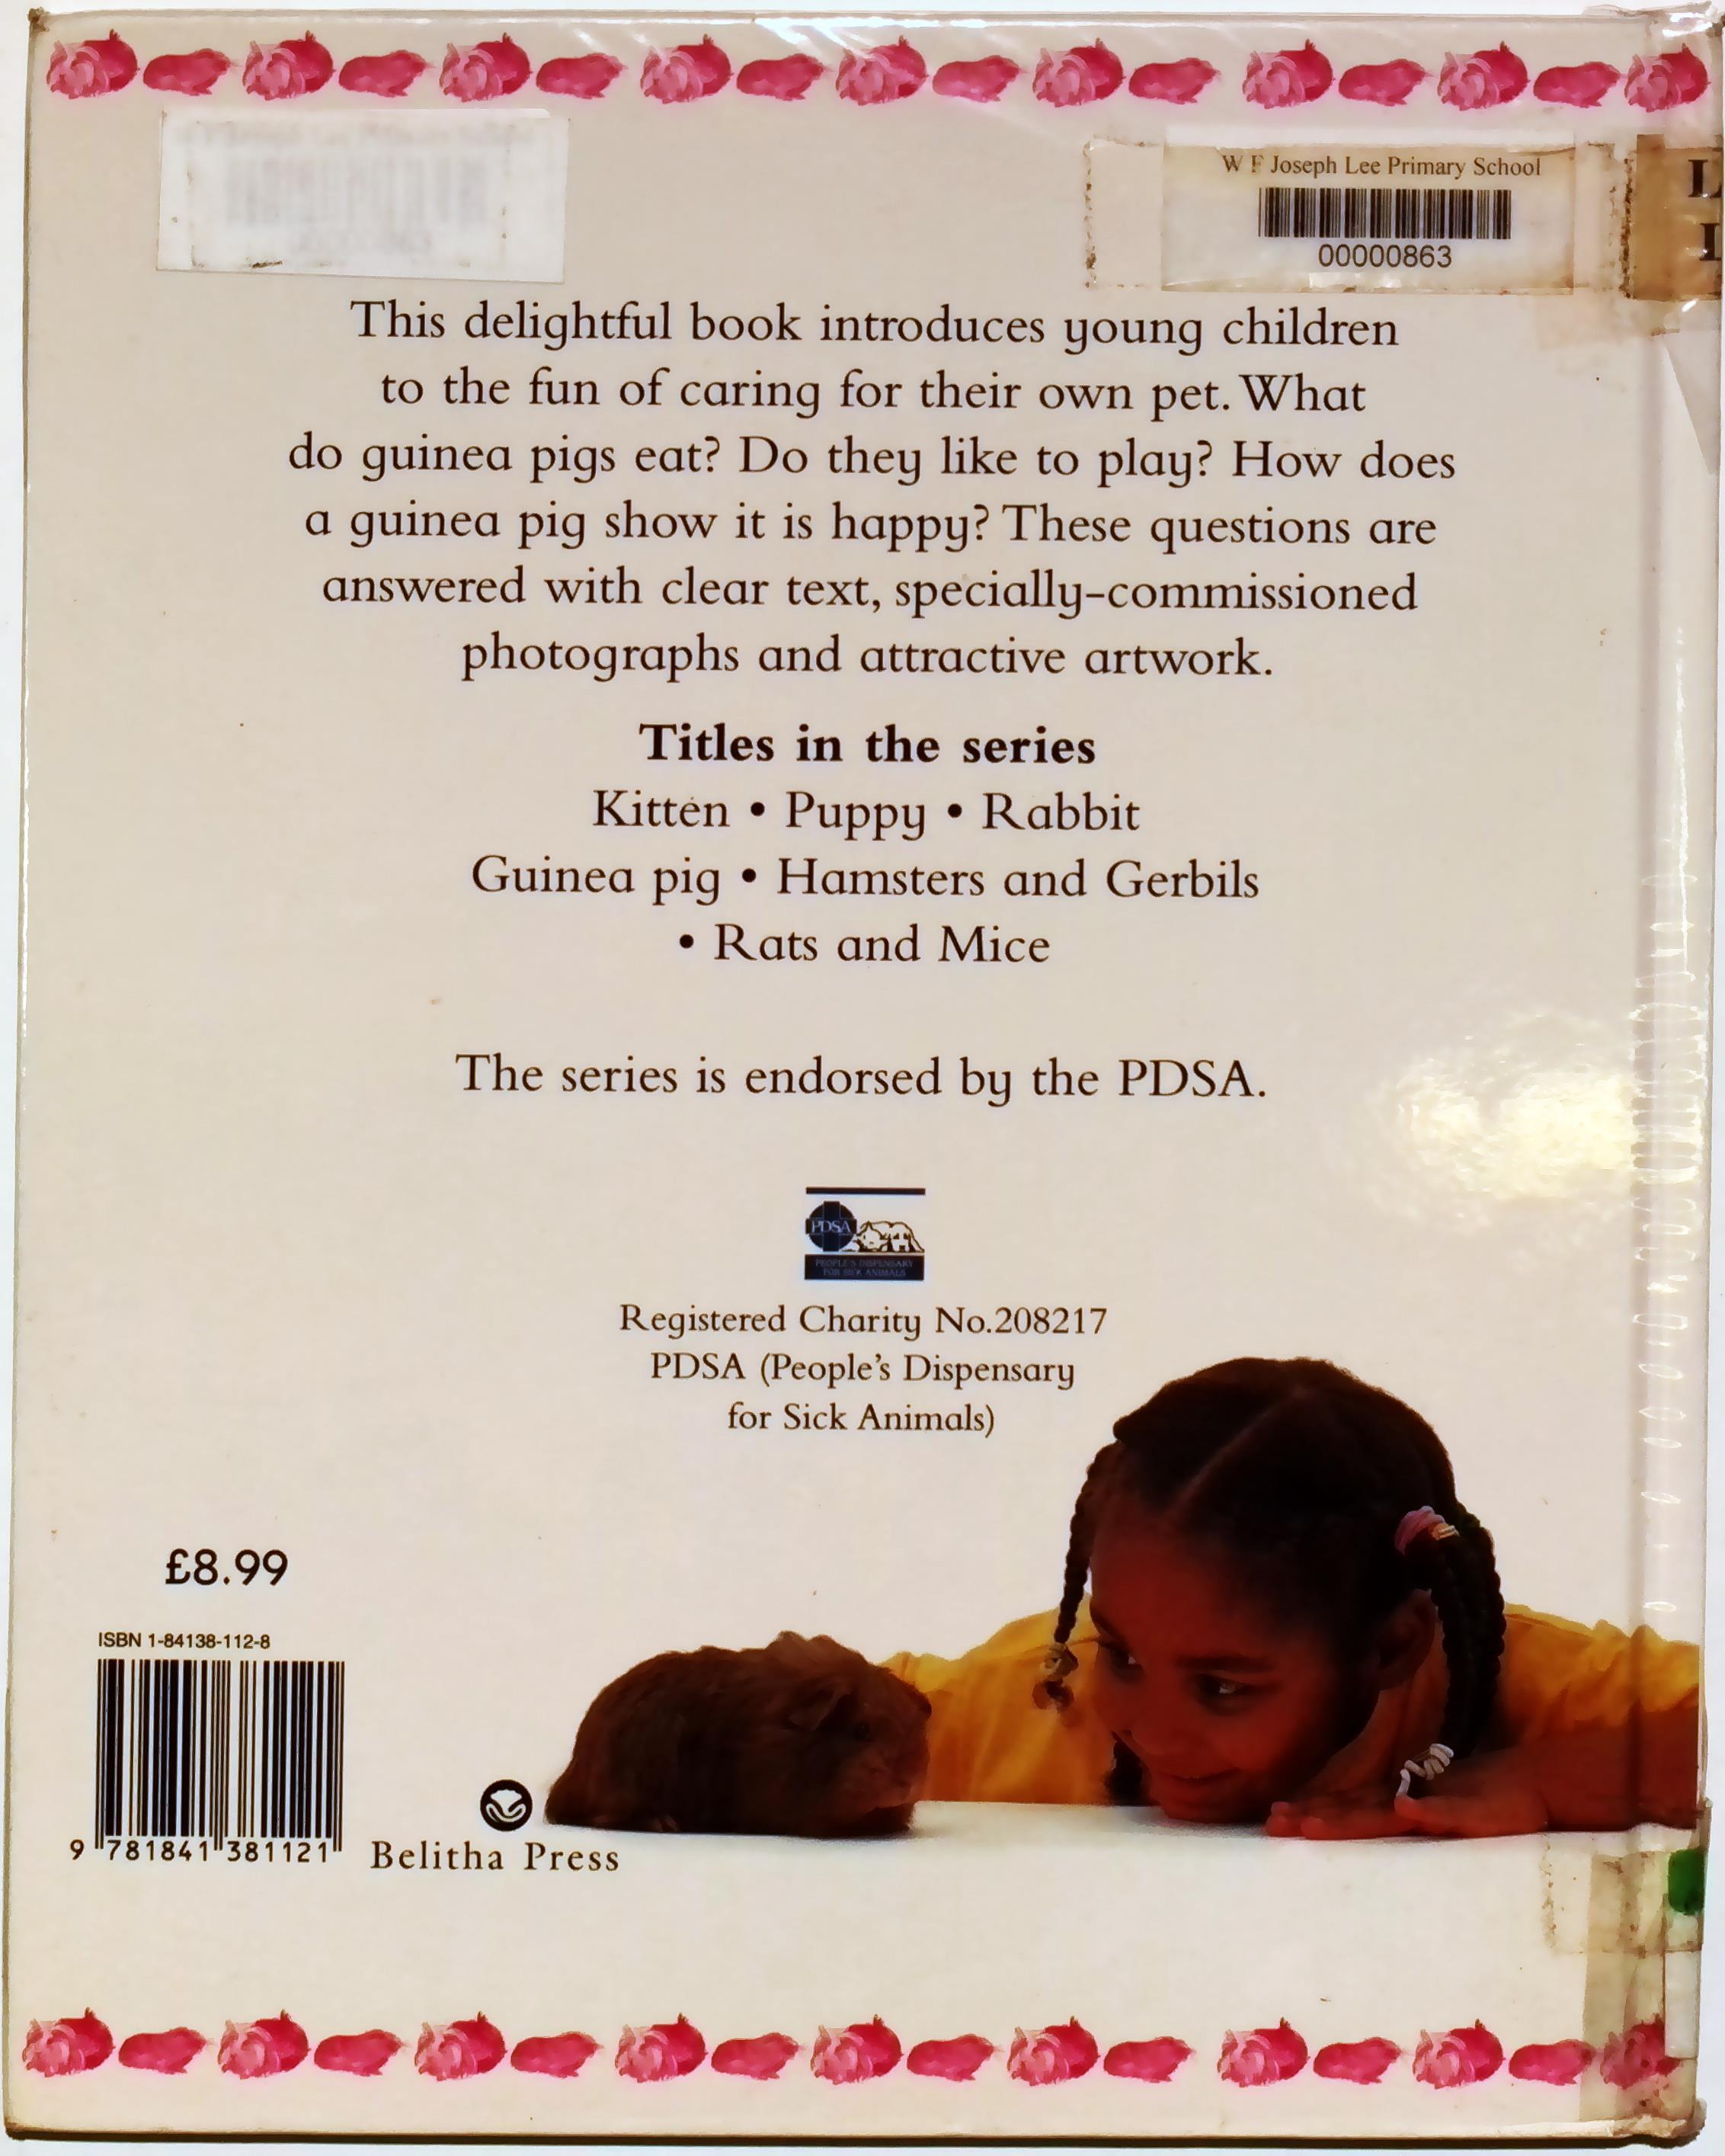 W F Joseph Lee Primary School
00000863
L
This delightful book introduces young children
to the fun of caring for their own pet. What
do guinea pigs eat? Do they like to play? How does
a guinea pig show it is happy? These questions are
answered with clear text, specially-commissioned
photographs and attractive artwork.
Titles in the series
Kitten • Puppy • Rabbit
Guinea pig • Hamsters and Gerbils
• Rats and Mice
The series is endorsed by the PDSA.
PDSA
PEOPLE'S DISPENSARY
FOR SICK ANIMALS
Registered Charity No.208217
PDSA (People's Dispensary
for Sick Animals)
£8.99
ISBN 1-84138-112-8
9 781841 381121
Belitha Press